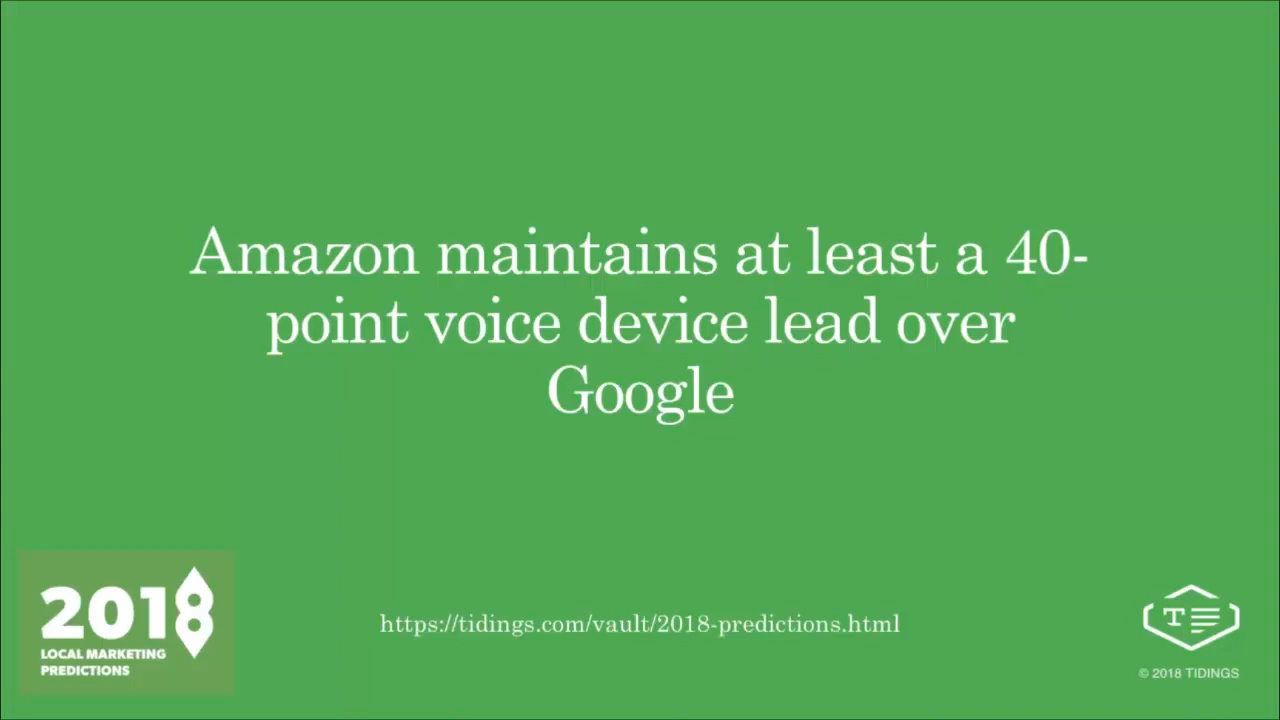 Amazon maintains at least a 40-
point voice device lead over
Google
2018
LOCAL MARKETING
PREDICTIONS
https://tidings.com/vault/2018-predictions.html
T
© 2018 TIDINGS